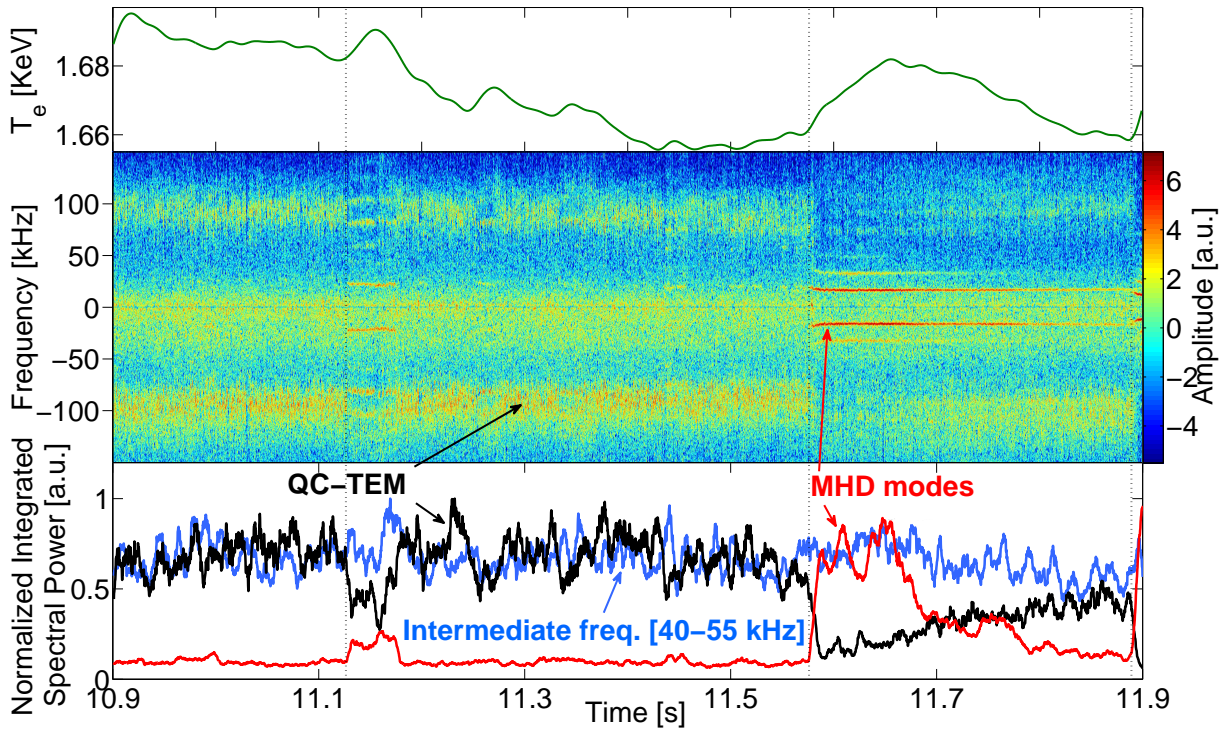 T_e [KeV]
1.68
1.66
Frequency [kHz]
100
50
0
−50
−100
6
4
2
0
−2
−4
Amplitude [a.u.]
Normalized Integrated
Spectral Power [a.u.]
1
0.5
0
QC−TEM
MHD modes
Intermediate freq. [40−55 kHz]
10.9
11.1
11.3
11.5
11.7
11.9
Time [s]